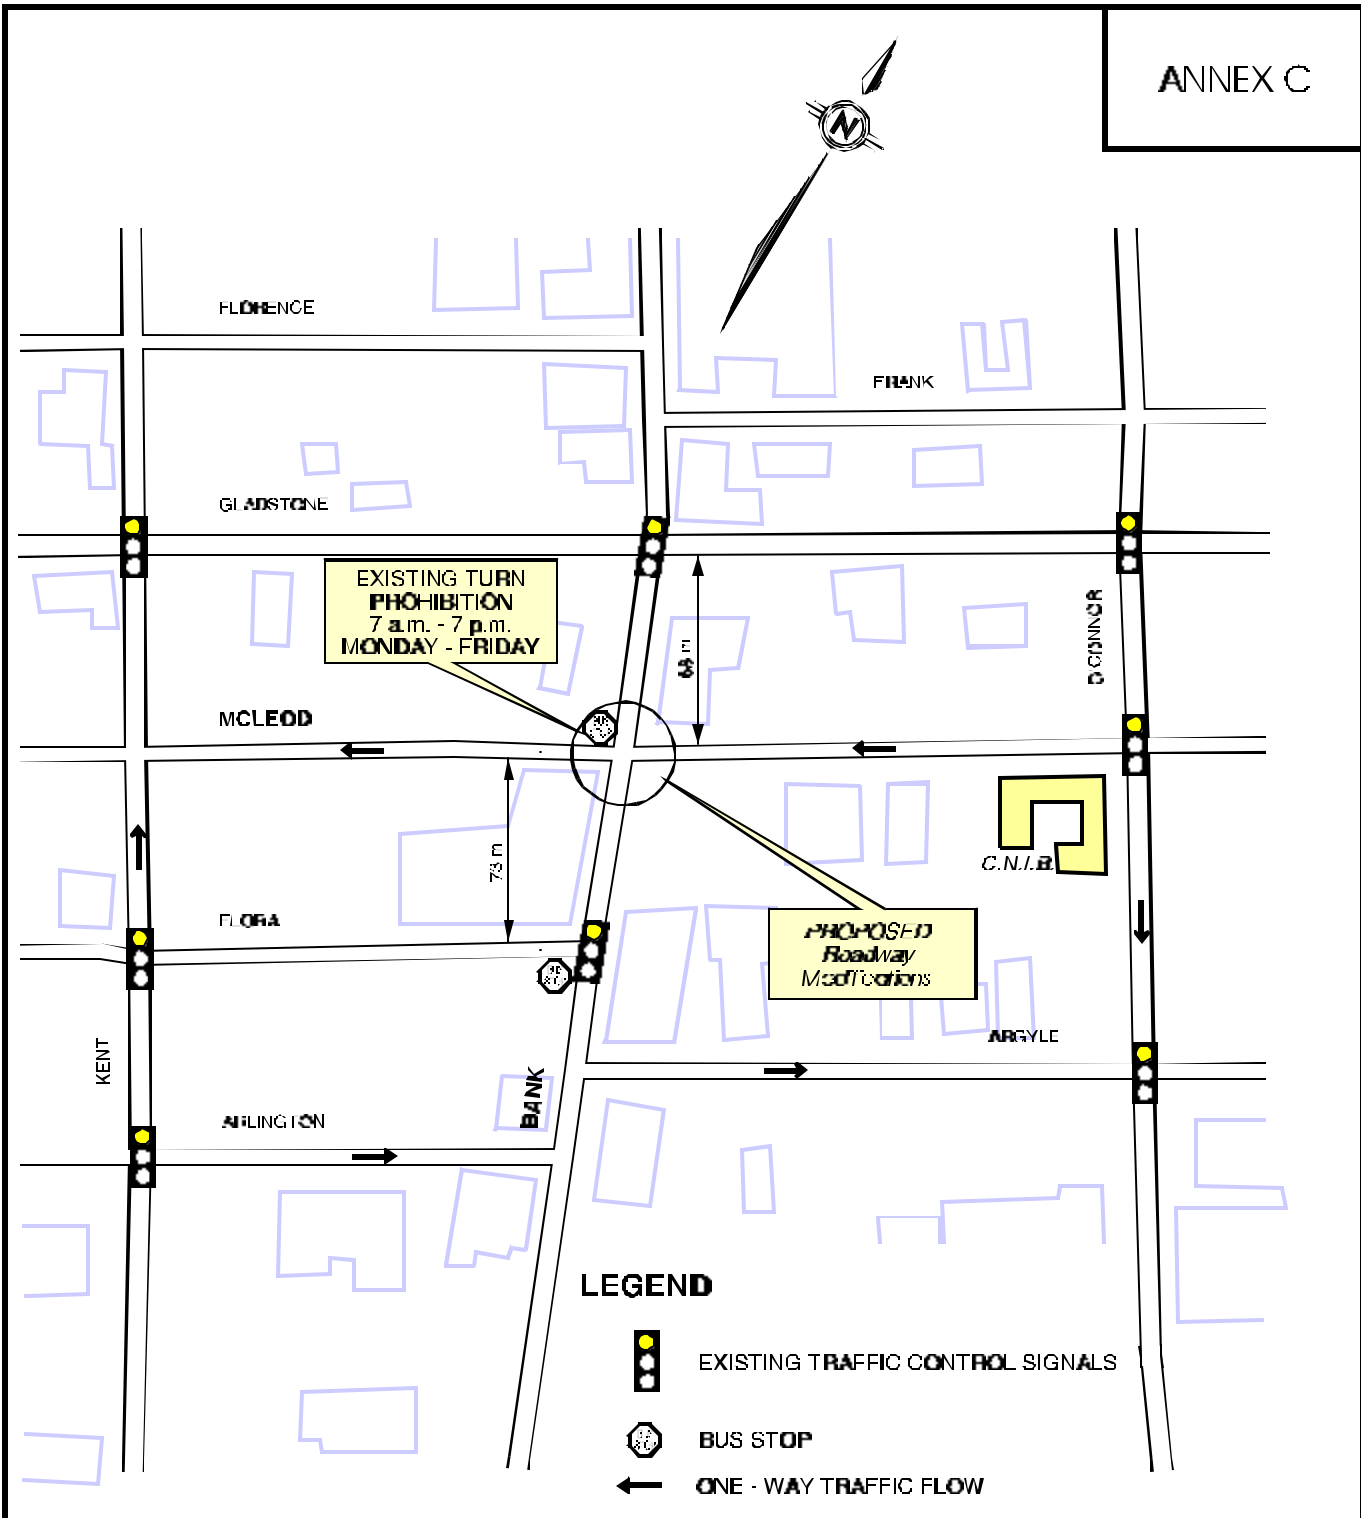 ANNEX C
N
FLORENCE
FRANK
GLADSTONE
EXISTING TURN
PROHIBITION
7 a.m. - 7 p.m.
MONDAY - FRIDAY
O'CONNOR
MCLEOD
73 m
C.N.I.B.
FLORA
PROPOSED
Roadway
Modifications
ARGYLE
KENT
BANK
ARLINGTON
LEGEND
EXISTING TRAFFIC CONTROL SIGNALS
BUS STOP
ONE - WAY TRAFFIC FLOW